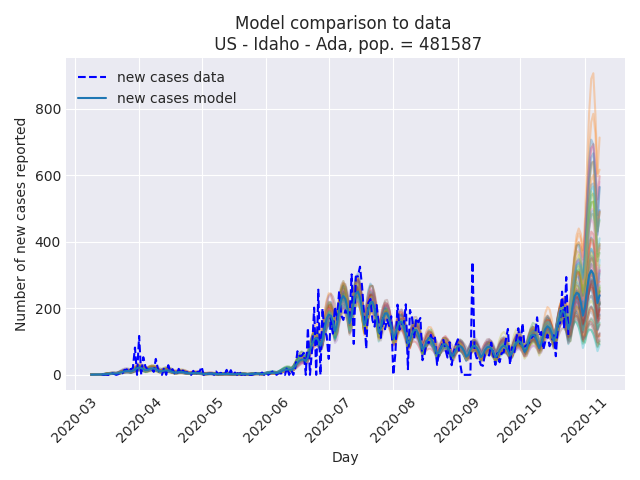 Model comparison to data
US - Idaho - Ada, pop. = 481587
new cases data
new cases model
Number of new cases reported
800
600
400
200
0
2020-03
2020-04
2020-05
2020-06
2020-07
2020-08
2020-09
2020-10
2020-11
Day